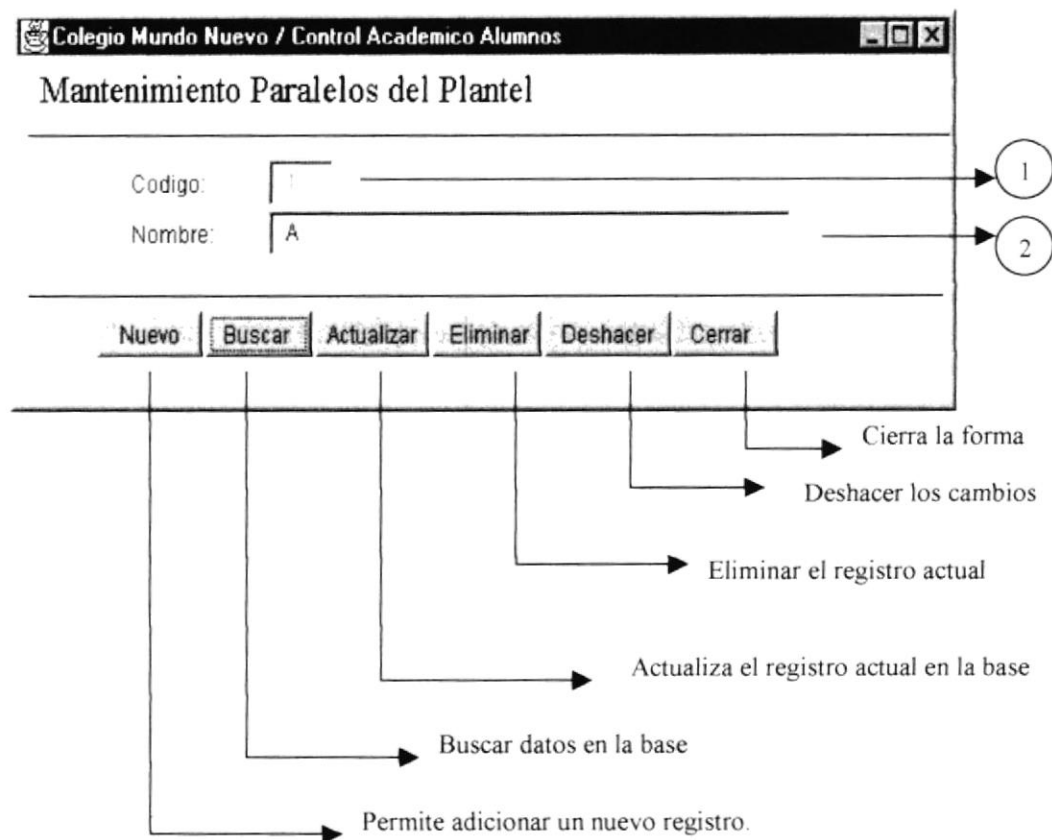 Colegio Mundo Nuevo / Control Academico Alumnos
Mantenimiento Paralelos del Plantel
Codigo: 1
1
Nombre: A
2
Nuevo Buscar Actualizar Eliminar Deshacer Cerrar
Cierra la forma
Deshacer los cambios
Eliminar el registro actual
Actualiza el registro actual en la base
Buscar datos en la base
Permite adicionar un nuevo registro.